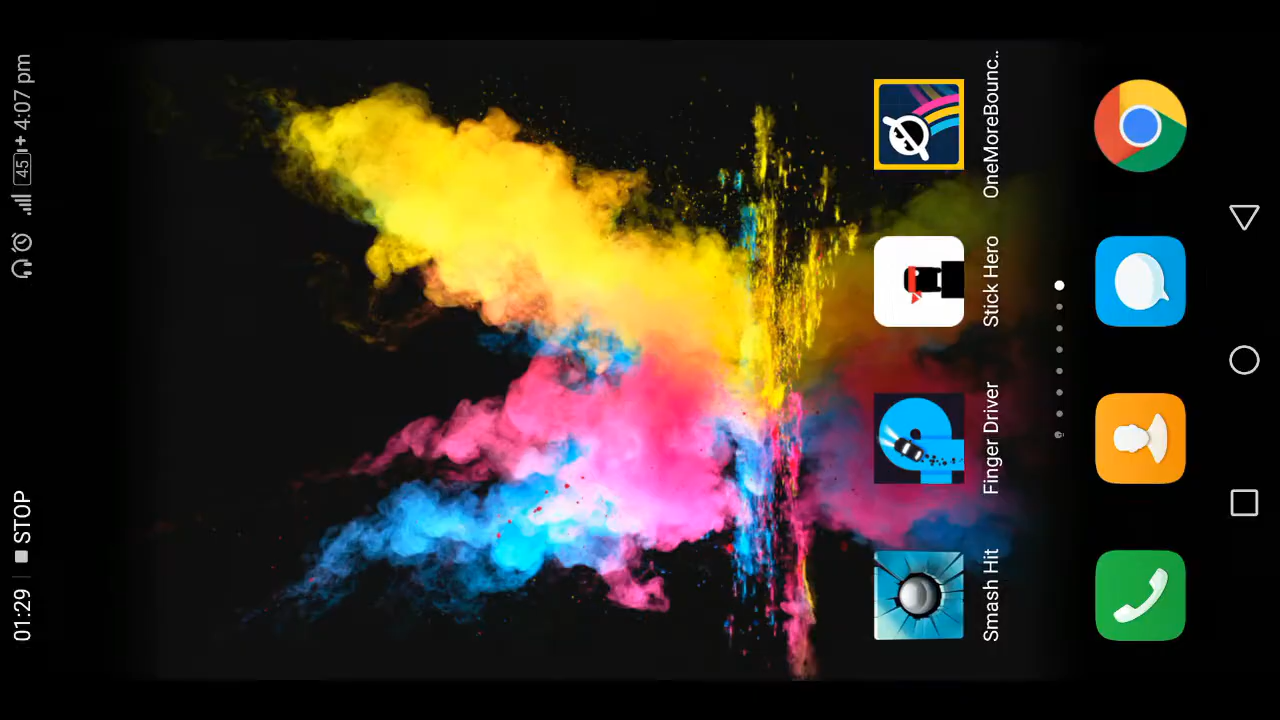 01:29 STOP 45 4:07 pm
Smash Hit
Finger Driver
Stick Hero
OneMoreBounc..